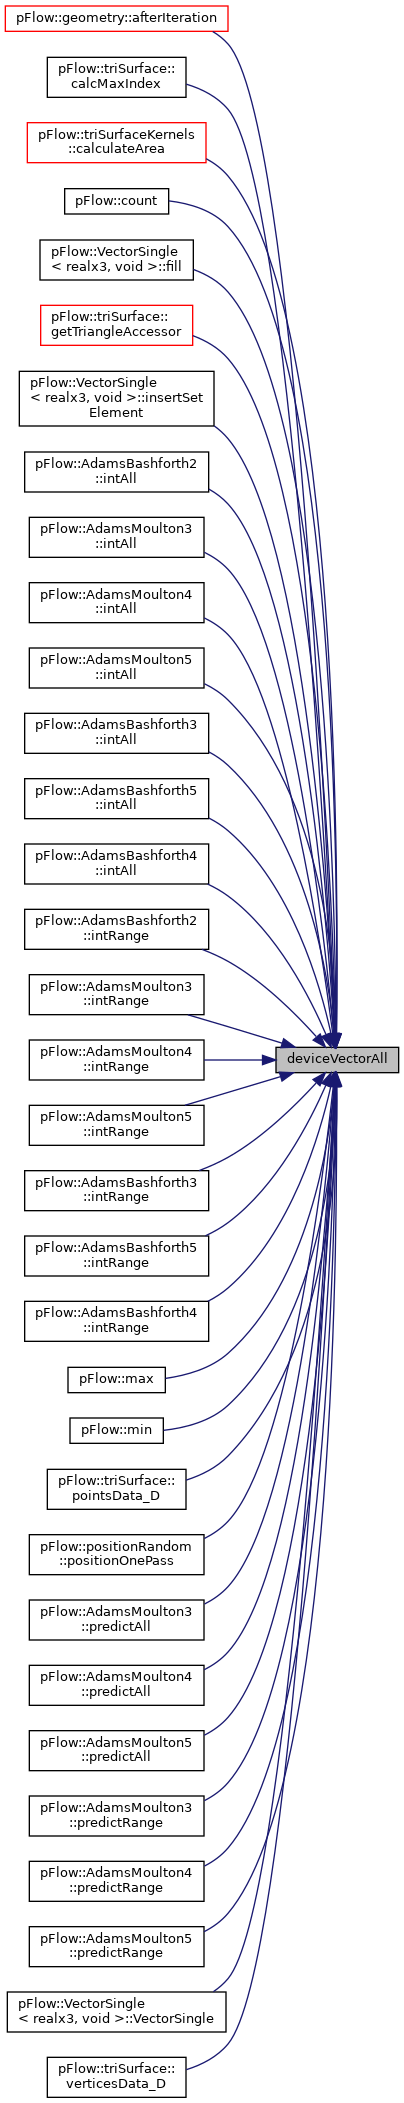 pFlow::geometry::afterIteration
pFlow::triSurface::
calcMaxIndex
pFlow::triSurfaceKernels
::calculateArea
pFlow::count
pFlow::VectorSingle
< realx3, void >::fill
pFlow::triSurface::
getTriangleAccessor
pFlow::VectorSingle
< realx3, void >::insertSet
Element
pFlow::AdamsBashforth2
::intAll
pFlow::AdamsMoulton3
::intAll
pFlow::AdamsMoulton4
::intAll
pFlow::AdamsMoulton5
::intAll
pFlow::AdamsBashforth3
::intAll
pFlow::AdamsBashforth5
::intAll
pFlow::AdamsBashforth4
::intAll
pFlow::AdamsBashforth2
::intRange
pFlow::AdamsMoulton3
::intRange
deviceVectorAll
pFlow::AdamsMoulton4
::intRange
pFlow::AdamsMoulton5
::intRange
pFlow::AdamsBashforth3
::intRange
pFlow::AdamsBashforth5
::intRange
pFlow::AdamsBashforth4
::intRange
pFlow::max
pFlow::min
pFlow::triSurface::
pointsData_D
pFlow::positionRandom
::positionOnePass
pFlow::AdamsMoulton3
::predictAll
pFlow::AdamsMoulton4
::predictAll
pFlow::AdamsMoulton5
::predictAll
pFlow::AdamsMoulton3
::predictRange
pFlow::AdamsMoulton4
::predictRange
pFlow::AdamsMoulton5
::predictRange
pFlow::VectorSingle
< realx3, void >::VectorSingle
pFlow::triSurface::
verticesData_D